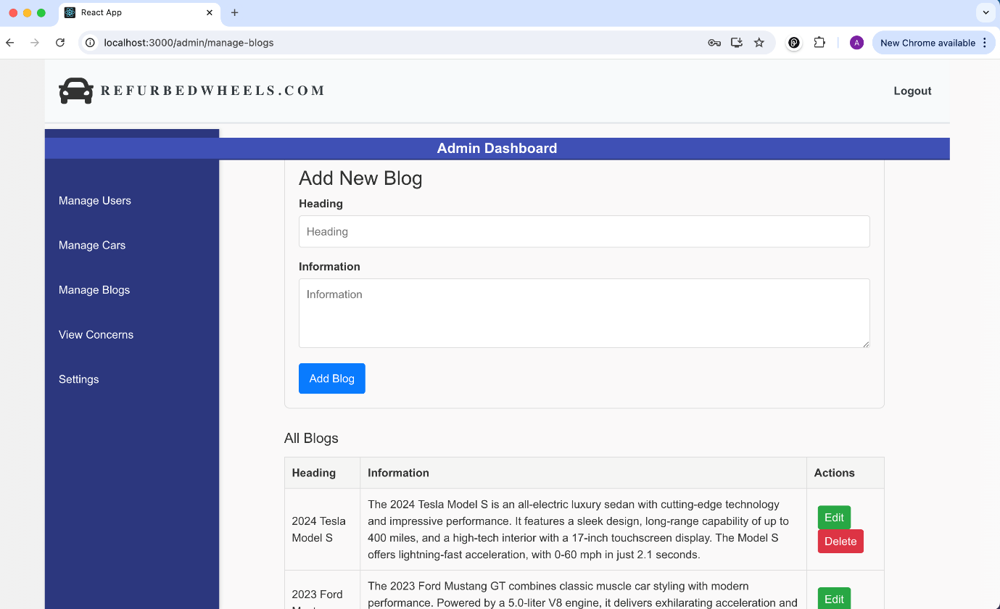 React App
localhost:3000/admin/manage-blogs
A
New Chrome available
REFURBEDWHEELS.COM
Logout
Admin Dashboard
Manage Users
Manage Cars
Manage Blogs
View Concerns
Settings
Add New Blog
Heading
Heading
Information
Information
Add Blog
All Blogs
Heading Information Actions
2024 Tesla
Model S
The 2024 Tesla Model S is an all-electric luxury sedan with cutting-edge technology
and impressive performance. It features a sleek design, long-range capability of up to
400 miles, and a high-tech interior with a 17-inch touchscreen display. The Model S
offers lightning-fast acceleration, with 0-60 mph in just 2.1 seconds.
Edit
Delete
2023 Ford
The 2023 Ford Mustang GT combines classic muscle car styling with modern
performance. Powered by a 5.0-liter V8 engine, it delivers exhilarating acceleration and
Edit